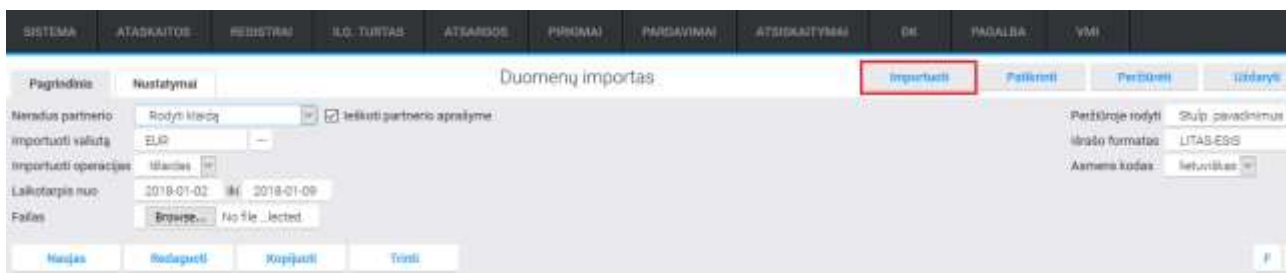 SISTEMA ATASKAITOS REGISTRAI ILG. TURTAS ATSARGOS PIRKIMAI PARDAVIMAI ATSISKAITYMAI DK PAGALBA VMI
Pagrindinis Nustatymai Duomenų importas Importuoti Patikrinti Peržiūrėti Uždaryti
Neradus partnerio Rodyti klaidą Ieškoti partnerio aprašyme Peržiūroje rodyti Stulp. pavadinimus
Importuoti valiutą EUR ... Išrašo formatas LITAS-ESIS
Importuoti operacijas Išlaidas Asmens kodas lietuviškas
Laikotarpis nuo 2018-01-02 iki 2018-01-09
Failas Browse... No file ...lected.
Naujas Redaguoti Kopijuoti Trinti F